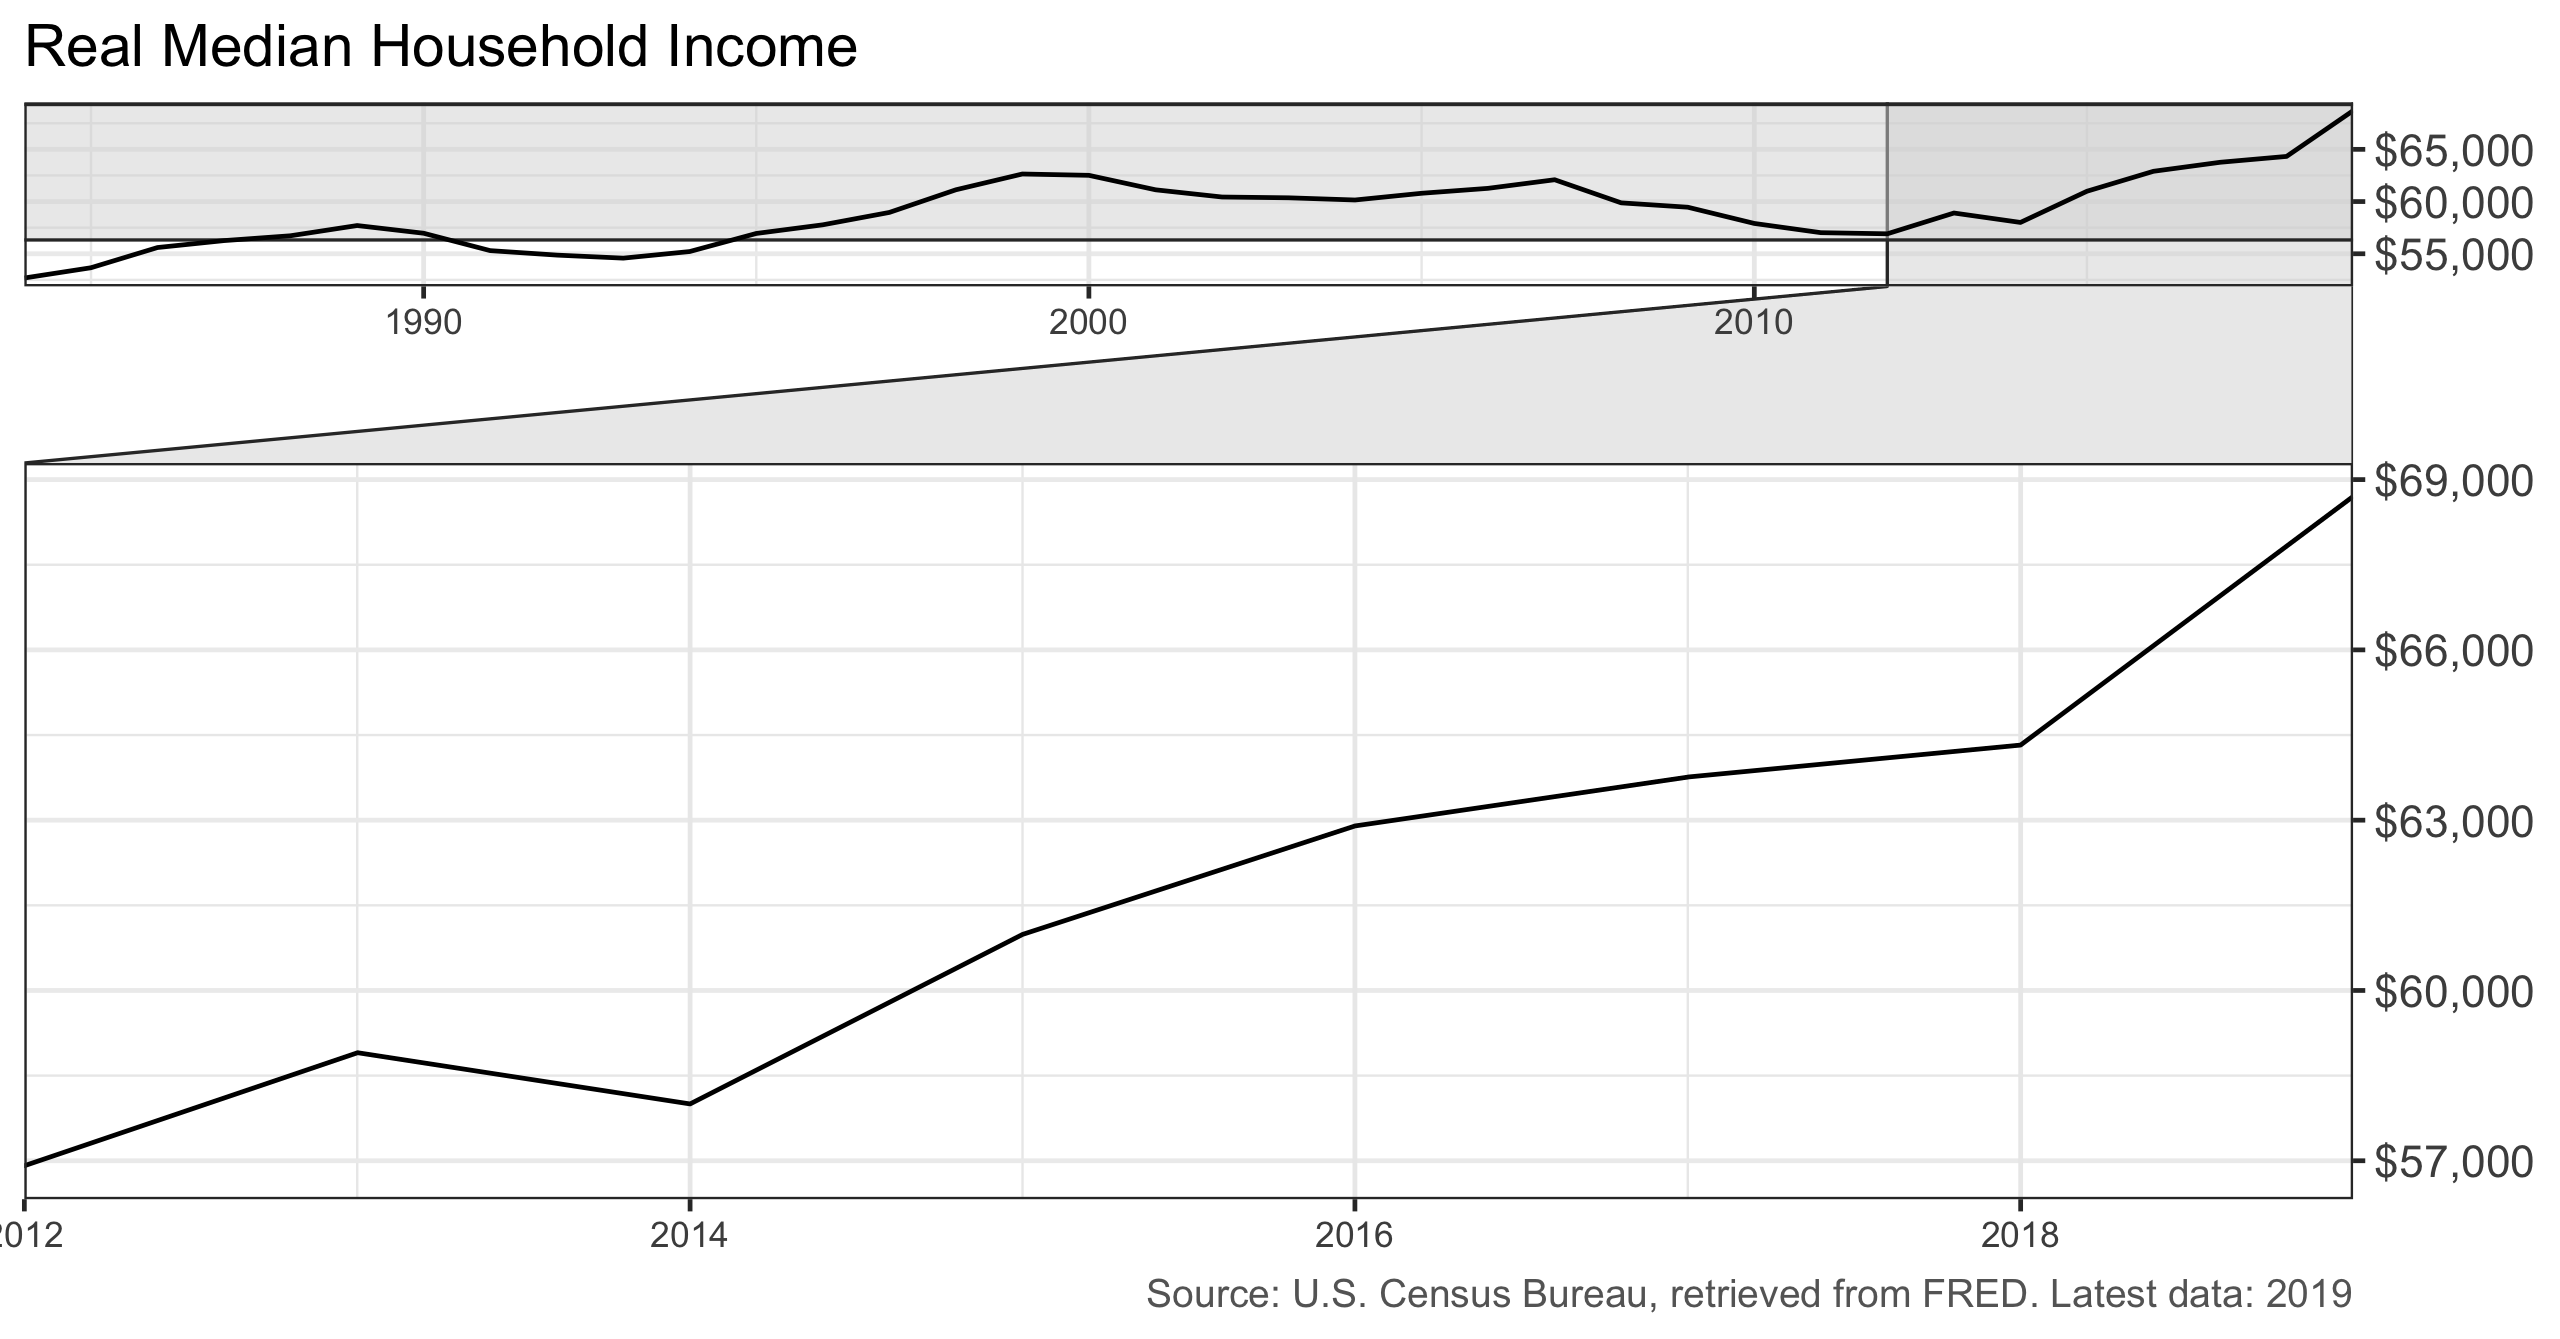 Real Median Household Income
$65,000
$60,000
$55,000
1990 2000 2010
$69,000
$66,000
$63,000
$60,000
$57,000
2012 2014 2016 2018
Source: U.S. Census Bureau, retrieved from FRED. Latest data: 2019